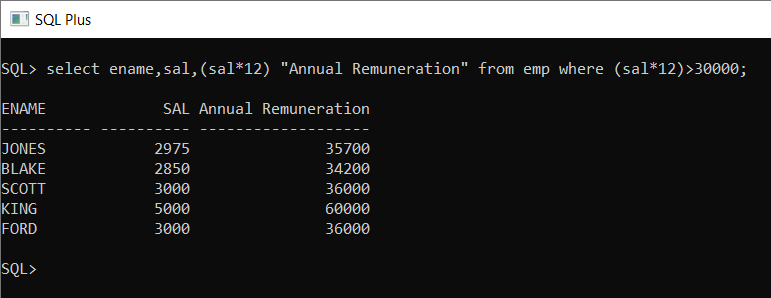 SQL Plus
SQL> select ename,sal,(sal*12) "Annual Remuneration" from emp where (sal*12)>30000;
ENAME             SAL Annual Remuneration
---------- ---------- -------------------
JONES            2975               35700
BLAKE            2850               34200
SCOTT            3000               36000
KING             5000               60000
FORD             3000               36000
SQL>